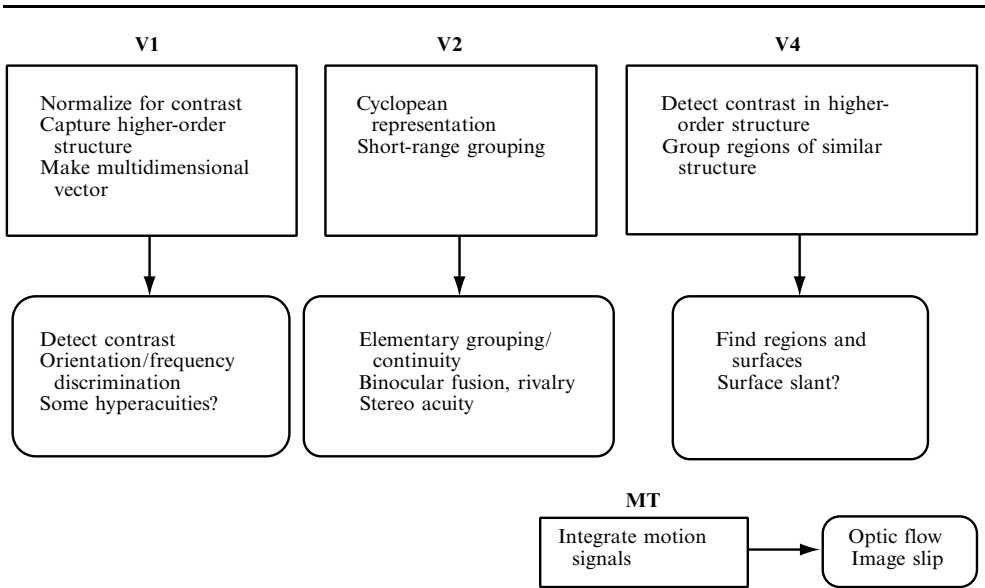 V1
Normalize for contrast
Capture higher-order
structure
Make multidimensional
vector
Detect contrast
Orientation/frequency
discrimination
Some hyperacuities?
V2
Cyclopean
representation
Short-range grouping
Elementary grouping/
continuity
Binocular fusion, rivalry
Stereo acuity
V4
Detect contrast in higher-
order structure
Group regions of similar
structure
Find regions and
surfaces
Surface slant?
MT
Integrate motion
signals
Optic flow
Image slip